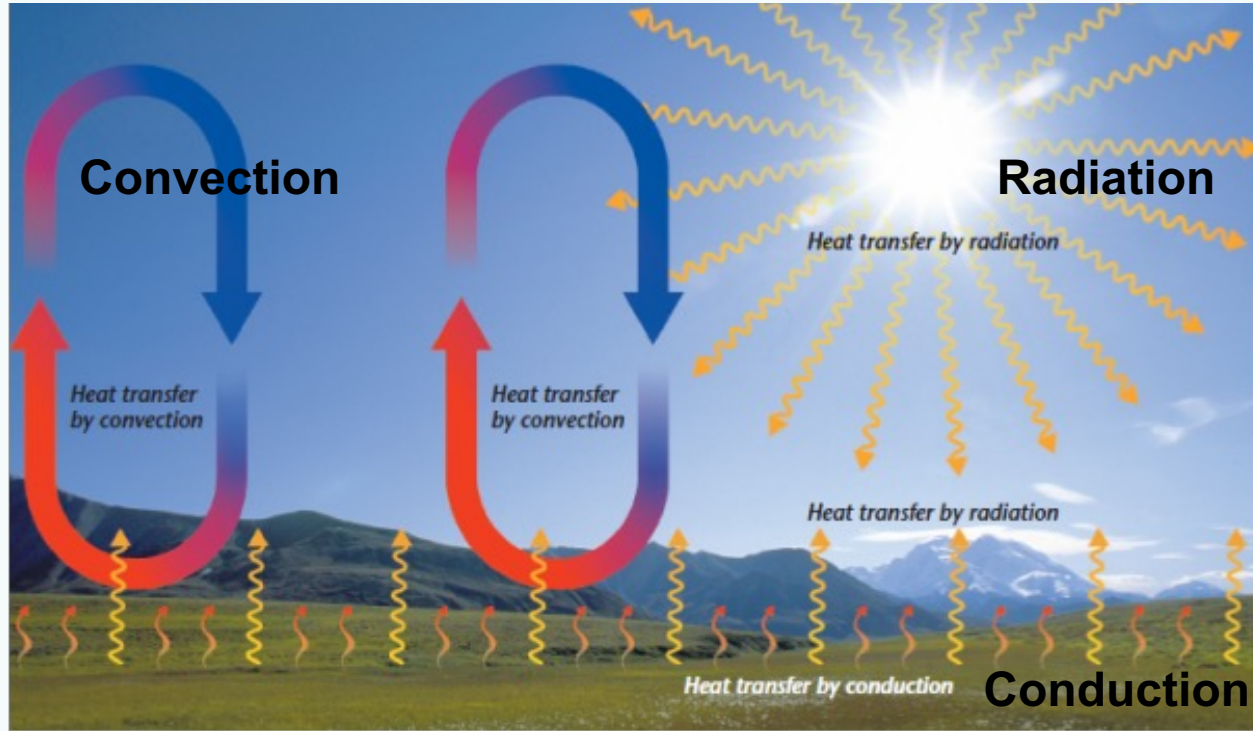 Convection
Radiation
Heat transfer by radiation
Heat transfer
by convection
Heat transfer
by convection
Heat transfer by radiation
Heat transfer by conduction
Conduction